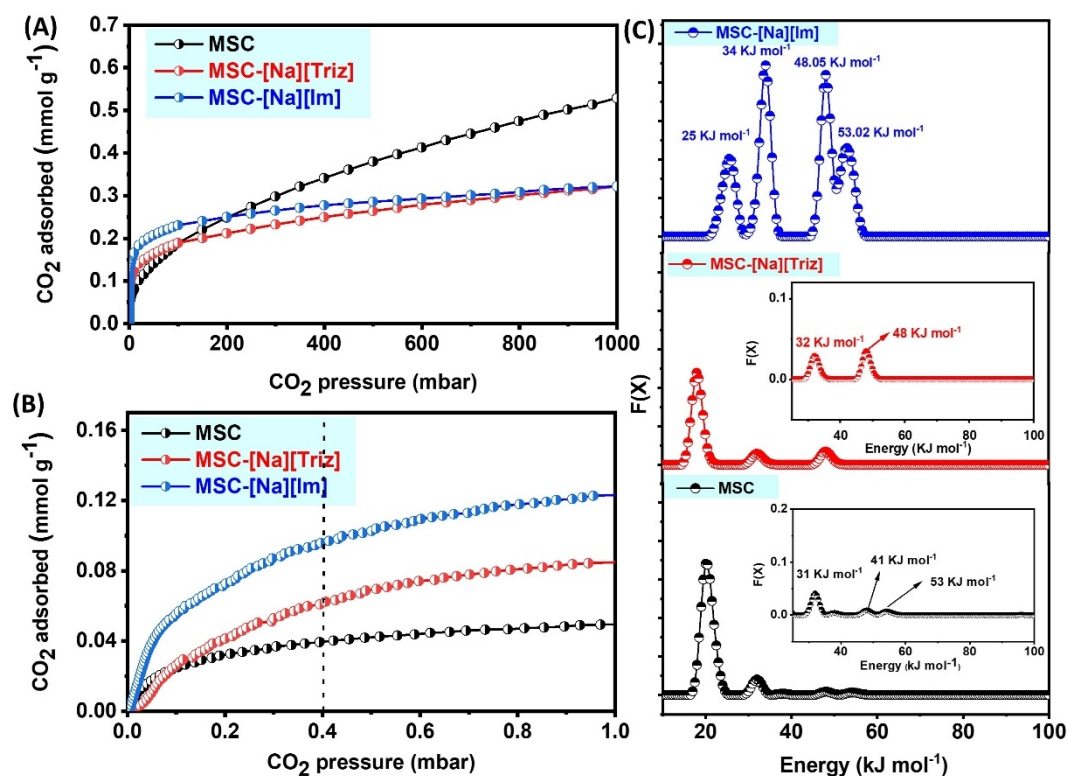 (A)
0.7
0.6
0.5
0.4
0.3
0.2
0.1
0.0
CO2 adsorbed (mmol g-1)
MSC
MSC-[Na][Triz]
MSC-[Na][Im]
200
400
600
800
1000
CO2 pressure (mbar)
(B)
0.16
0.12
0.08
0.04
0.00
CO2 adsorbed (mmol g-1)
MSC
MSC-[Na][Triz]
MSC-[Na][Im]
0.0
0.2
0.4
0.6
0.8
1.0
CO2 pressure (mbar)
(C)
F(X)
MSC-[Na][Im]
25 KJ mol-1
34 KJ mol-1
48.05 KJ mol-1
53.02 KJ mol-1
MSC-[Na][Triz]
0.1
0.0
F(X)
32 KJ mol-1
48 KJ mol-1
40
60
80
100
Energy (KJ mol-1)
MSC
0.2
0.1
0.0
F(X)
31 KJ mol-1
41 KJ mol-1
53 KJ mol-1
40
60
80
100
Energy (kJ mol-1)
20
40
60
80
100
Energy (kJ mol-1)